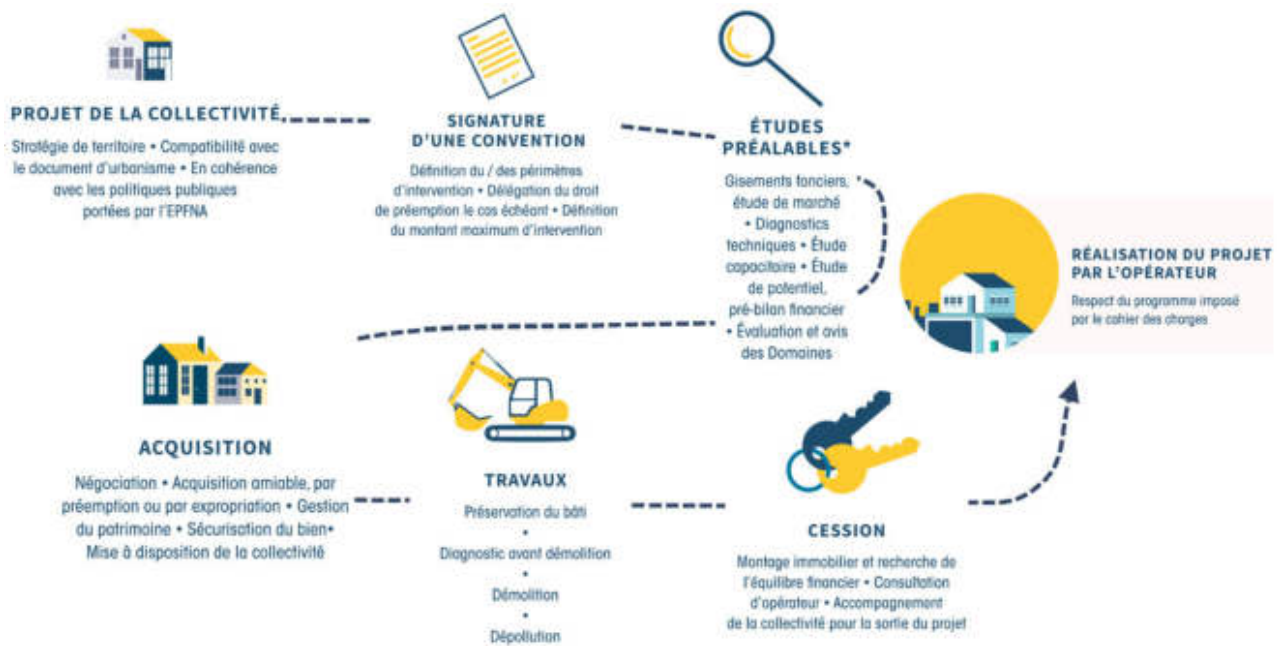 PROJET DE LA COLLECTIVITÉ
Stratégie de territoire • Compatibilité avec
le document d'urbanisme • En cohérence
avec les politiques publiques
portées par l'EPFNA
SIGNATURE
D'UNE CONVENTION
Définition du / des périmètres
d'intervention • Délégation du droit
de préemption le cas échéant • Définition
du montant maximum d'intervention
ÉTUDES
PRÉALABLES*
Gisements fonciers,
étude de marché
• Diagnostics
techniques • Étude
capacitaire • Étude
de potentiel,
pré-bilan financier
• Évaluation et avis
des Domaines
ACQUISITION
Négociation • Acquisition amiable, par
préemption ou par expropriation • Gestion
du patrimoine • Sécurisation du bien•
Mise à disposition de la collectivité
TRAVAUX
Préservation du bâti
•
Diagnostic avant démolition
•
Démolition
•
Dépollution
CESSION
Montage immobilier et recherche de
l'équilibre financier • Consultation
d'opérateur • Accompagnement
de la collectivité pour la sortie du projet
RÉALISATION DU PROJET
PAR L'OPÉRATEUR
Respect du programme imposé
par le cahier des charges